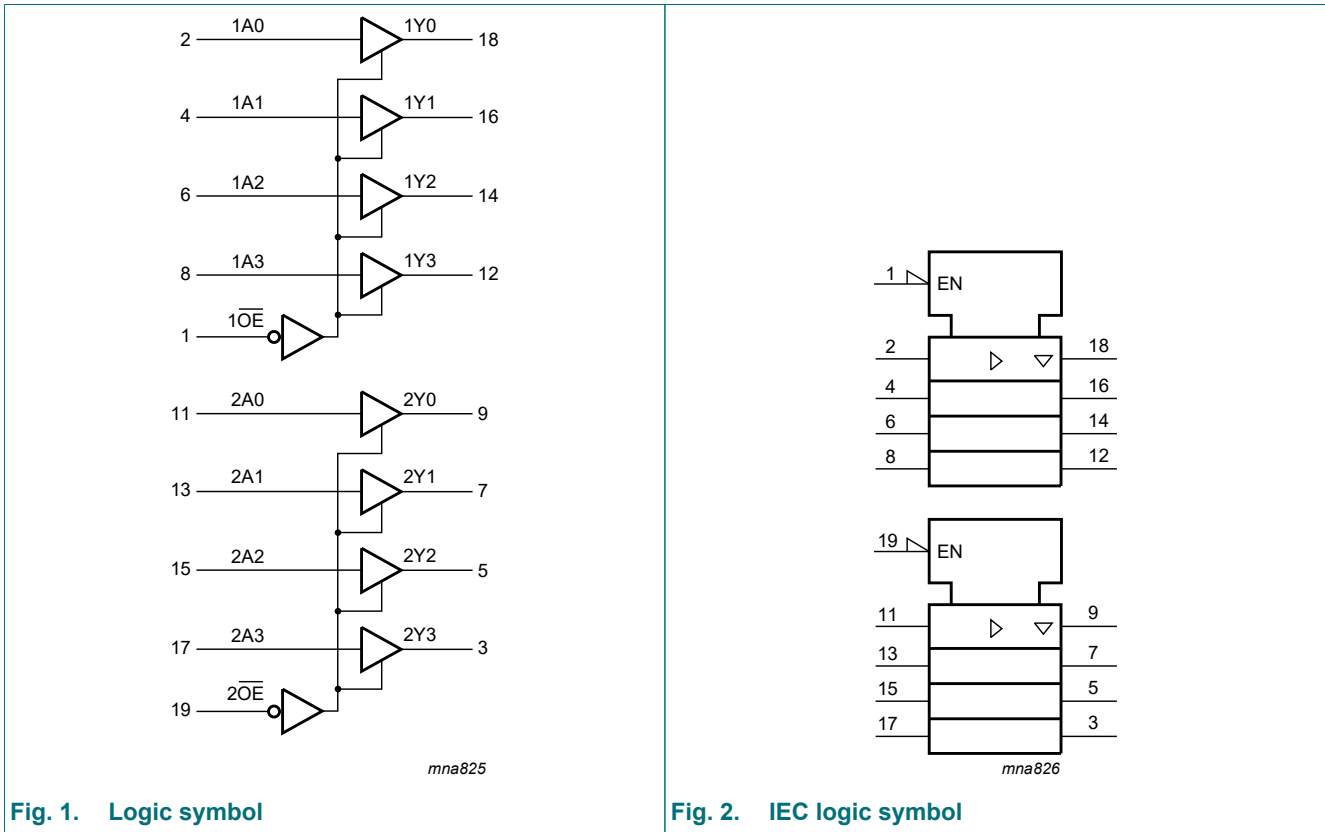 2 1A0 1Y0 18
4 1A1 1Y1 16
6 1A2 1Y2 14
8 1A3 1Y3 12
1 1O̅E̅
11 2A0 2Y0 9
13 2A1 2Y1 7
15 2A2 2Y2 5
17 2A3 2Y3 3
19 2O̅E̅
mna825
Fig. 1. Logic symbol
1 EN
2 18
4 16
6 14
8 12
19 EN
11 9
13 7
15 5
17 3
mna826
Fig. 2. IEC logic symbol